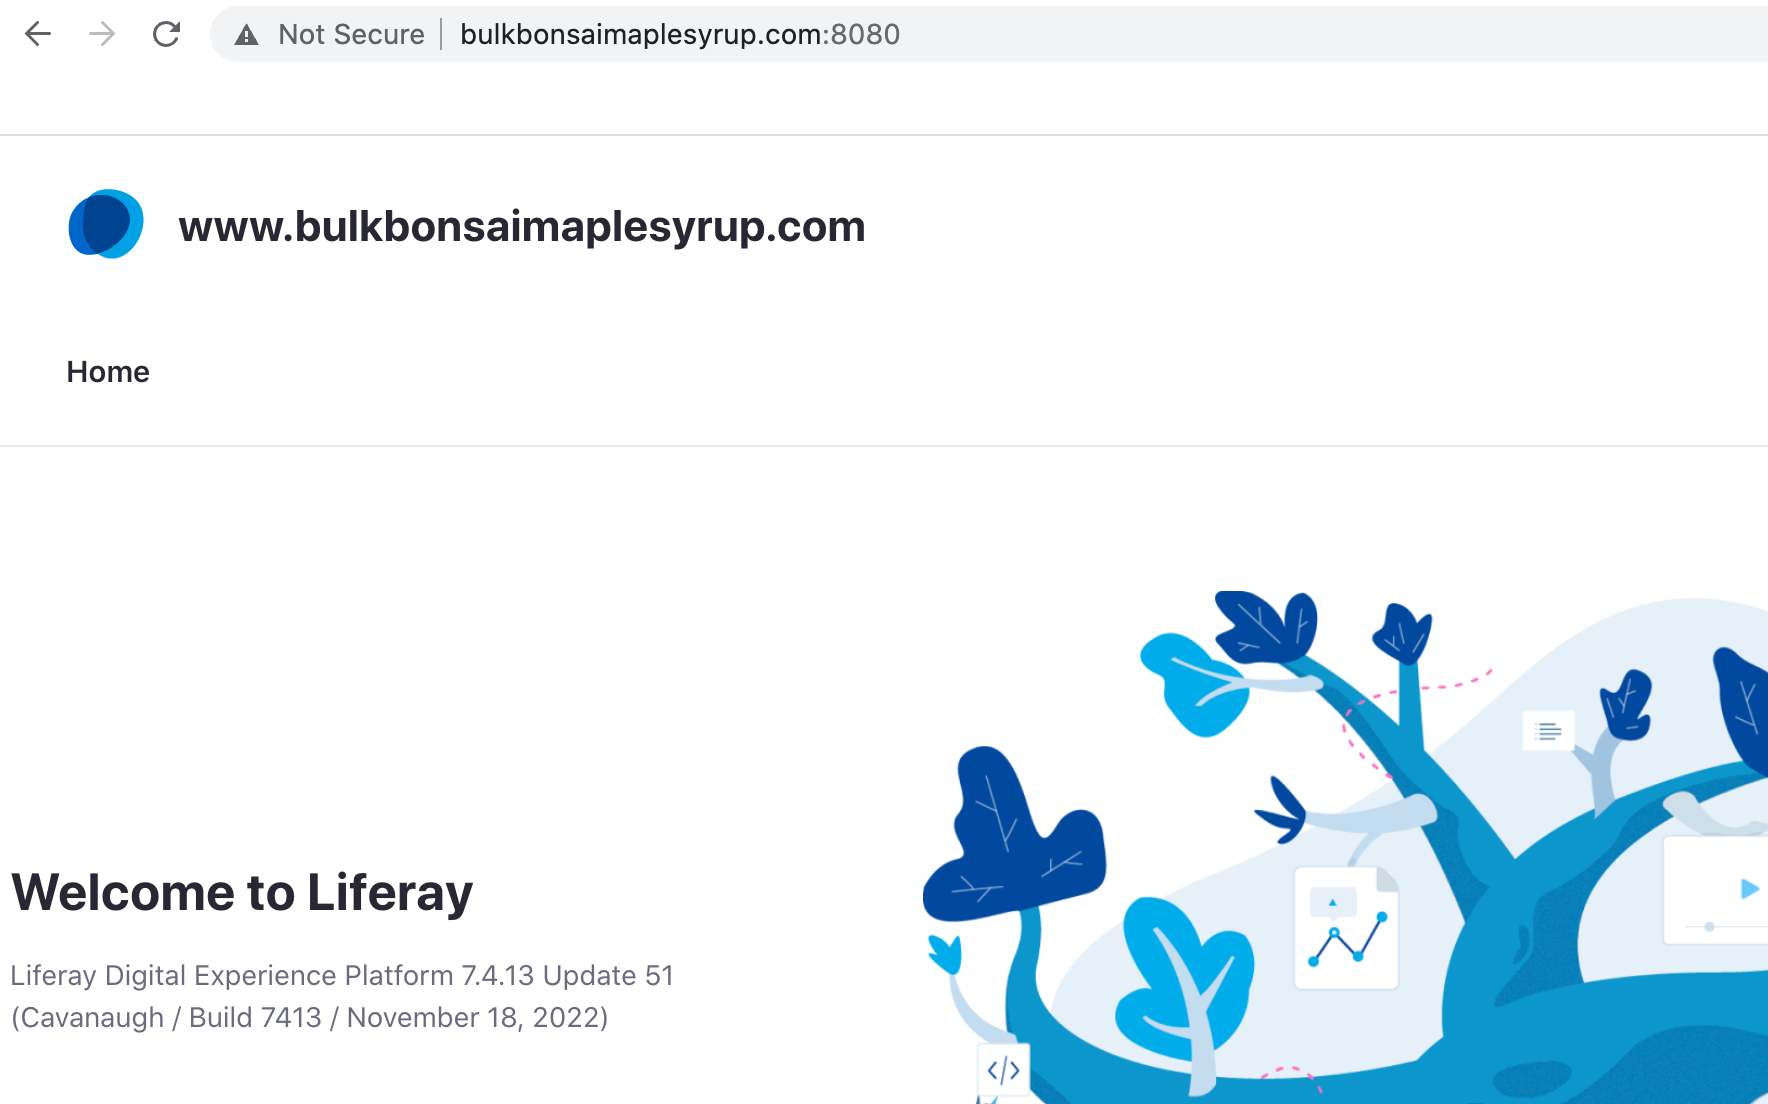 Not Secure | bulkbonsaimaplesyrup.com:8080
www.bulkbonsaimaplesyrup.com
Home
Welcome to Liferay
Liferay Digital Experience Platform 7.4.13 Update 51
(Cavanaugh / Build 7413 / November 18, 2022)
</>